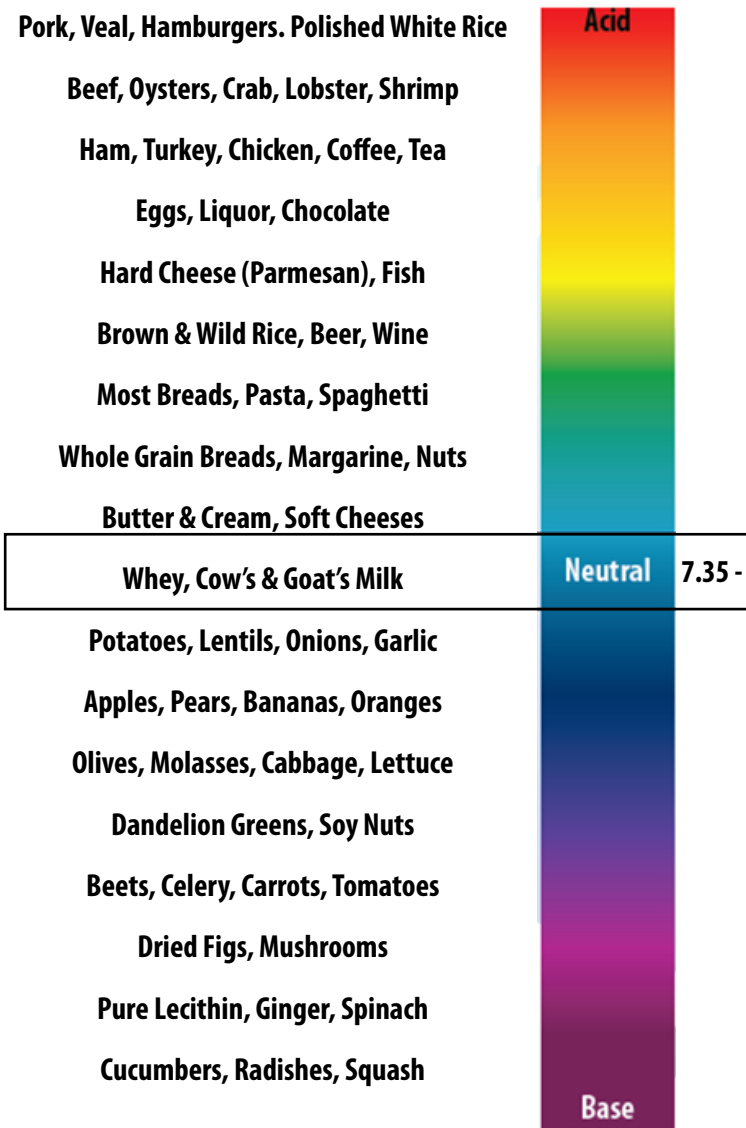 Acid
Pork, Veal, Hamburgers. Polished White Rice
Beef, Oysters, Crab, Lobster, Shrimp
Ham, Turkey, Chicken, Coffee, Tea
Eggs, Liquor, Chocolate
Hard Cheese (Parmesan), Fish
Brown & Wild Rice, Beer, Wine
Most Breads, Pasta, Spaghetti
Whole Grain Breads, Margarine, Nuts
Butter & Cream, Soft Cheeses
Whey, Cow's & Goat's Milk Neutral 7.35 -
Potatoes, Lentils, Onions, Garlic
Apples, Pears, Bananas, Oranges
Olives, Molasses, Cabbage, Lettuce
Dandelion Greens, Soy Nuts
Beets, Celery, Carrots, Tomatoes
Dried Figs, Mushrooms
Pure Lecithin, Ginger, Spinach
Cucumbers, Radishes, Squash
Base